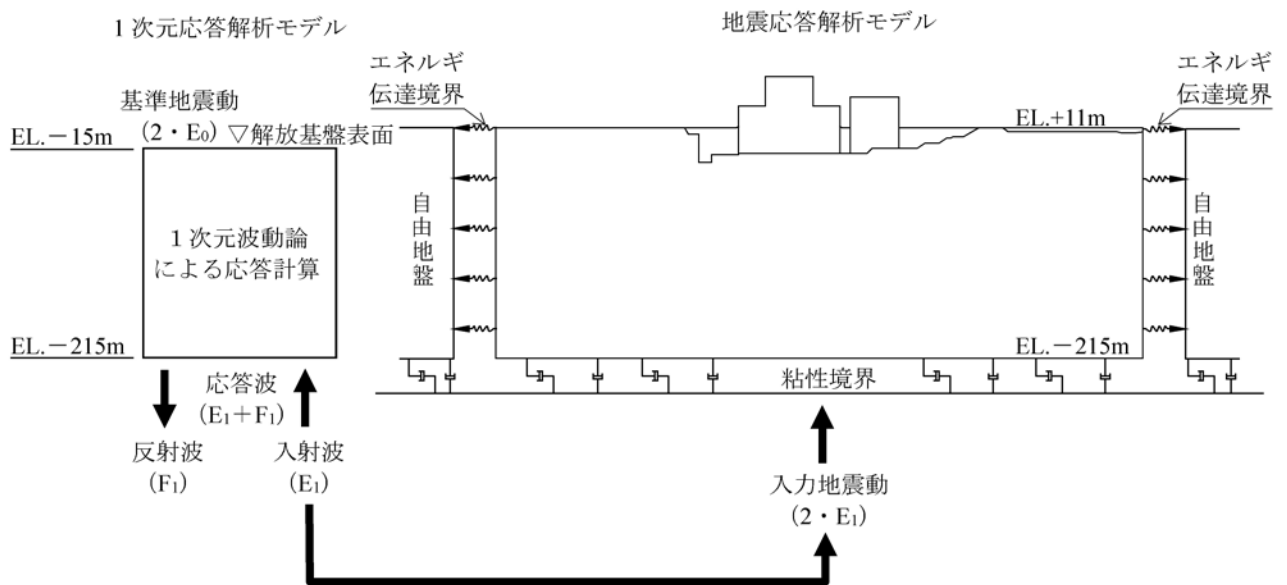 1次元応答解析モデル
地震応答解析モデル
エネルギ
伝達境界
エネルギ
伝達境界
基準地震動
(2・E₀) ▽解放基盤表面
EL.－15m
EL.+11m
自由地盤
1次元波動論
による応答計算
自由地盤
EL.－215m
EL.－215m
粘性境界
応答波
(E₁＋F₁)
反射波
(F₁)
入射波
(E₁)
入力地震動
(2・E₁)